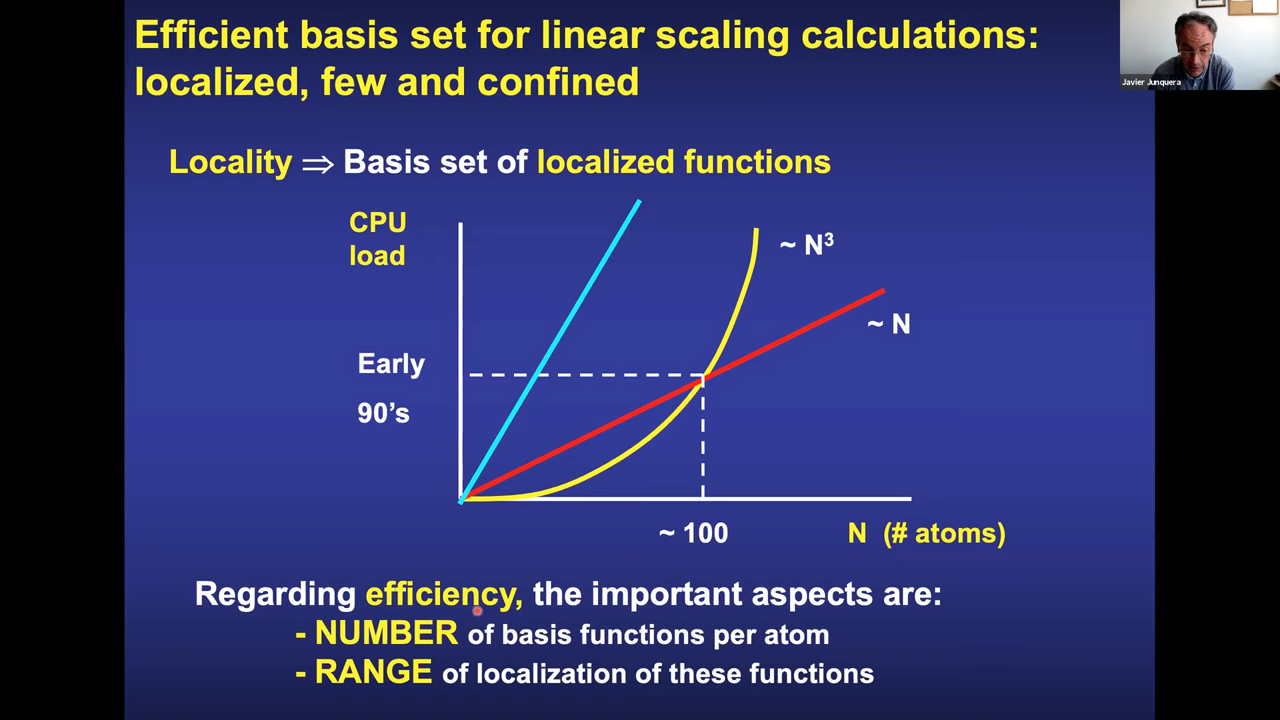 Efficient basis set for linear scaling calculations:
localized, few and confined
Javier Junquera
Locality ⇒ Basis set of localized functions
CPU
load
~ N³
~ N
Early
90’s
~ 100
N (# atoms)
Regarding efficiency, the important aspects are:
- NUMBER of basis functions per atom
- RANGE of localization of these functions